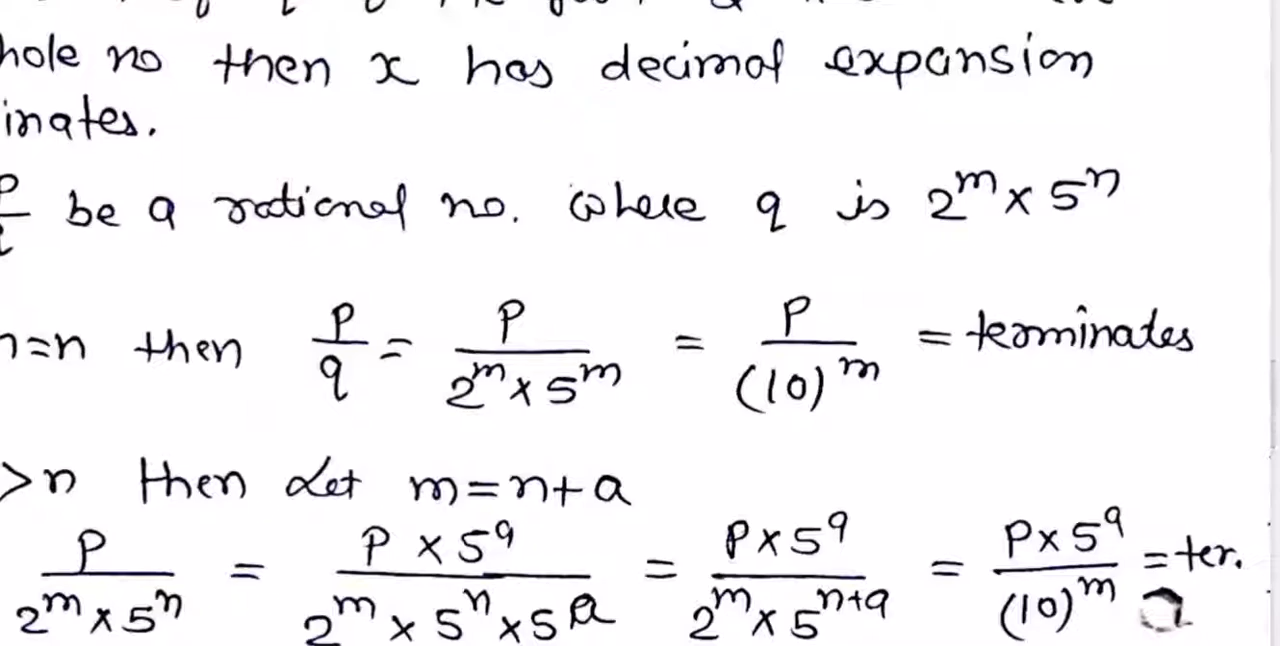 hole no then x has decimal expansion
inates.
be a rational no. where q is 2^m × 5^n
=n then p/q = p/(2^m × 5^m) = p/(10)^m = terminates
>n then Let m=n+a
p/(2^m × 5^n) = (p × 5^a)/(2^m × 5^n × 5^a) = (p × 5^a)/(2^m × 5^(n+a)) = (p × 5^a)/(10)^m = ter.